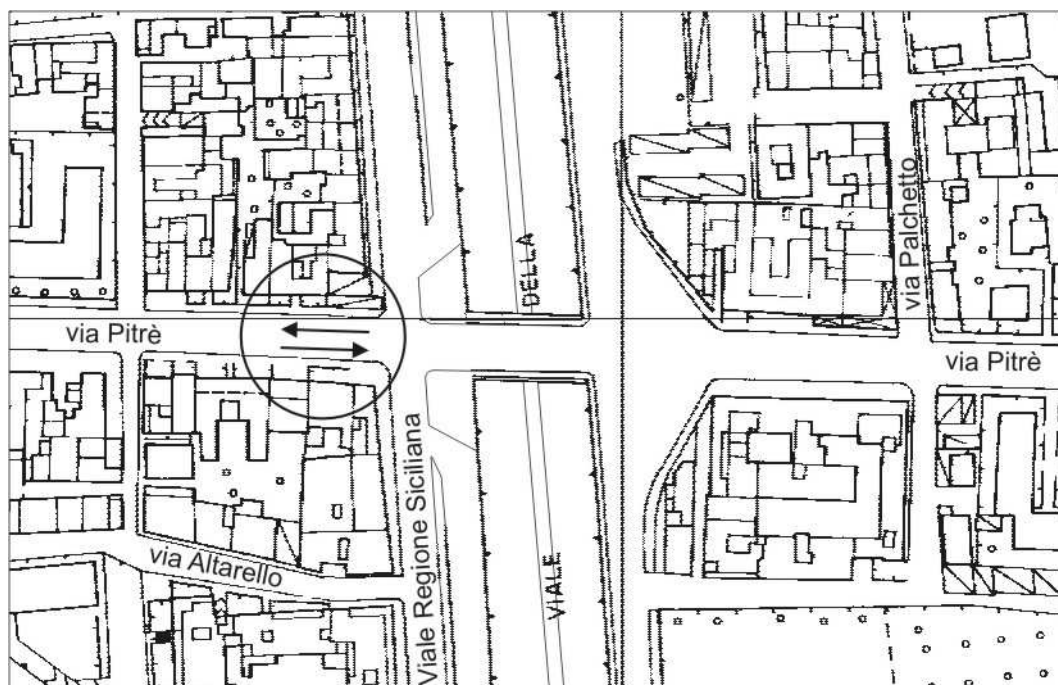 DELLA
via Palchetto
via Pitrè
via Pitrè
Viale Regione Siciliana
via Altarello
VIALE